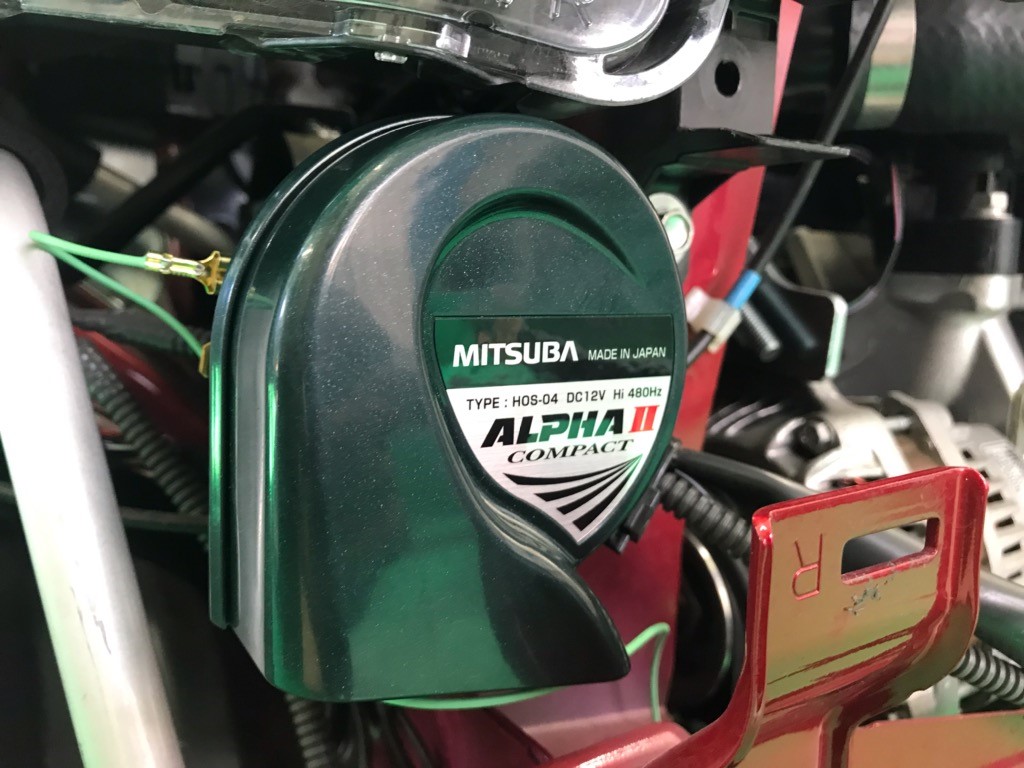 MITSUBA MADE IN JAPAN
TYPE : HOS-04 DC12V Hi 480Hz
ALPHA II
COMPACT
R